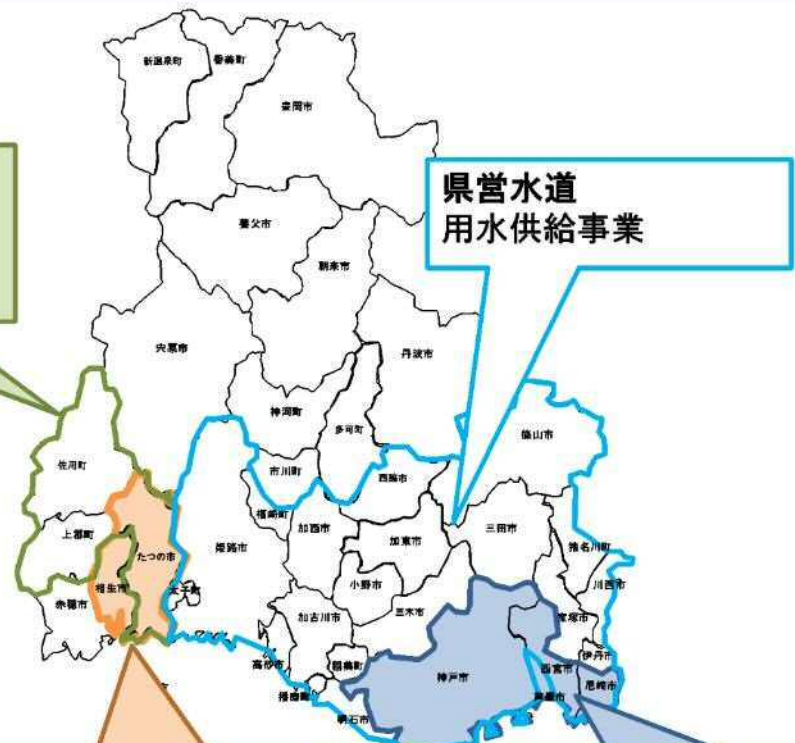 新温泉町
香美町
豊岡市
県営水道
用水供給事業
養父市
朝来市
宍粟市
丹波市
神河町
多可町
篠山市
佐用町
市川町
西脇市
福崎町
上郡町
たつの市
姫路市
加西市
加東市
三田市
猪名川町
相生市
太子町
小野市
川西市
赤穂市
加古川市
三木市
宝塚市
伊丹市
高砂市
稲美町
神戸市
西宮市
尼崎市
播磨町
芦屋市
明石市